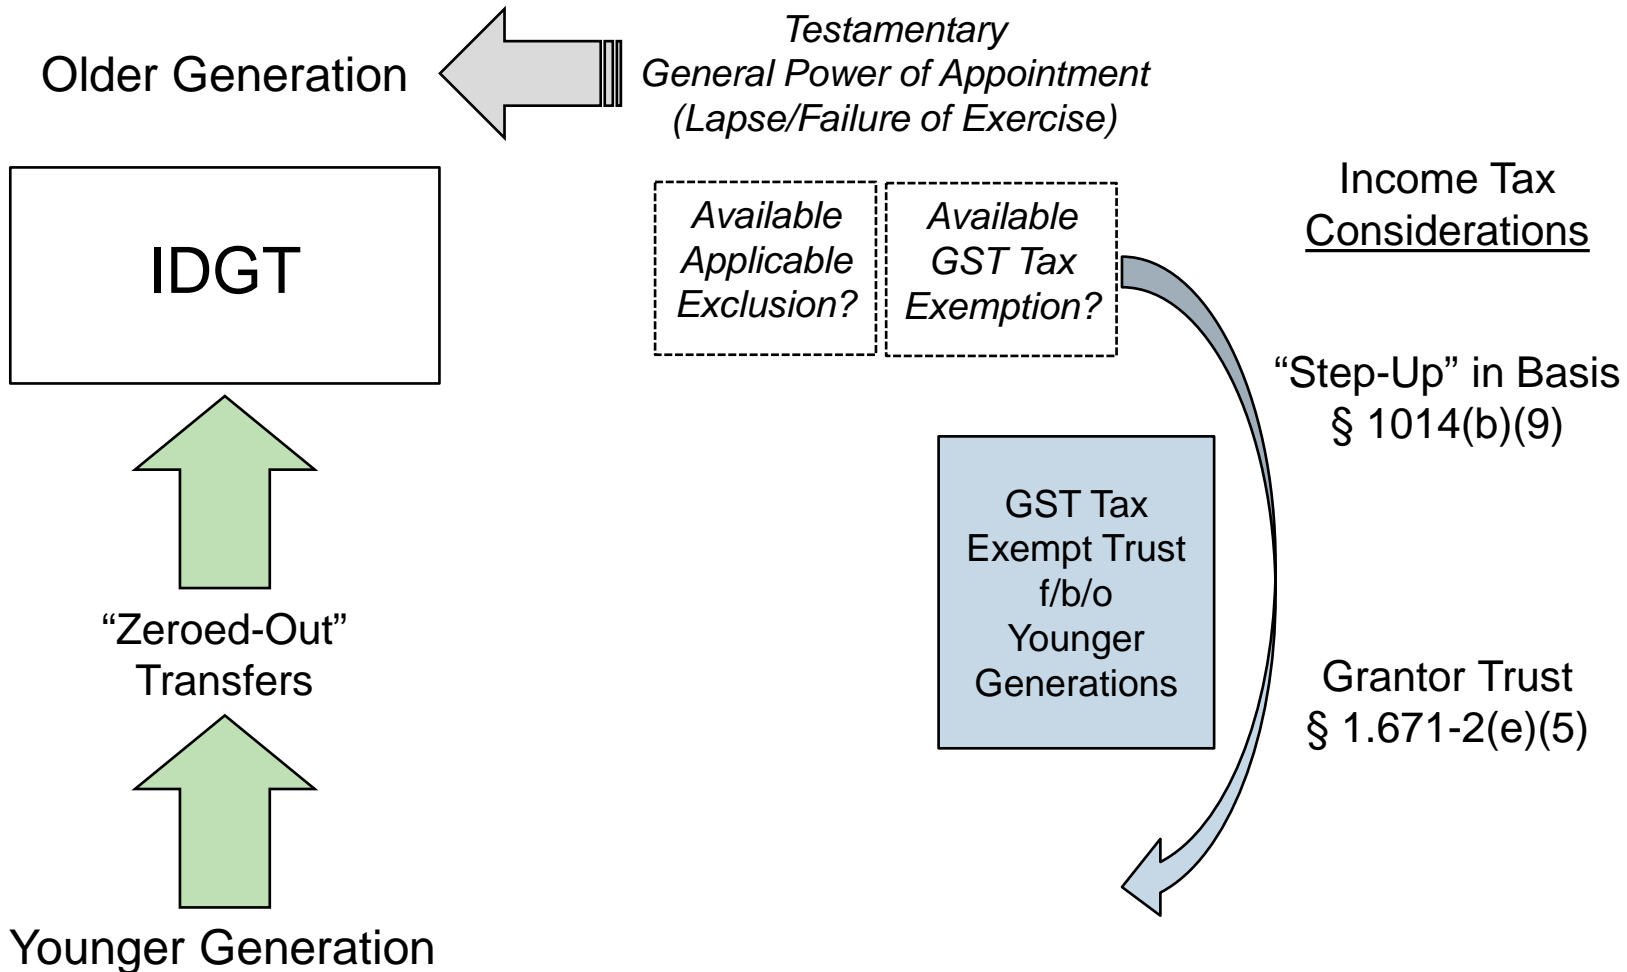 Older Generation
Testamentary
General Power of Appointment
(Lapse/Failure of Exercise)
IDGT
Available
Applicable
Exclusion?
Available
GST Tax
Exemption?
Income Tax
Considerations
“Step-Up” in Basis
§ 1014(b)(9)
GST Tax
Exempt Trust
f/b/o
Younger
Generations
“Zeroed-Out”
Transfers
Grantor Trust
§ 1.671-2(e)(5)
Younger Generation